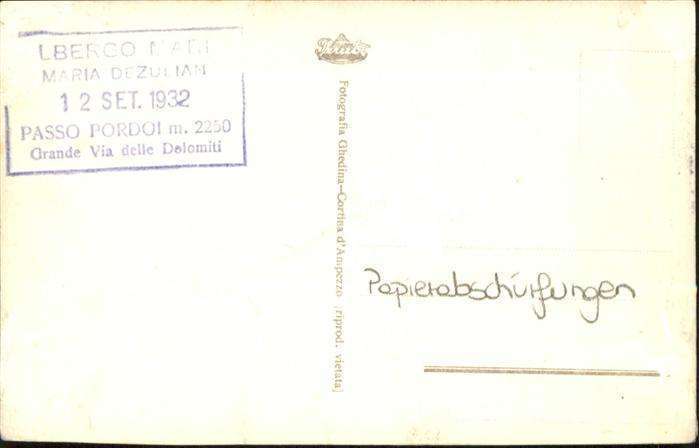 LBERGO
MARIA DEZULIAN
12 SET. 1932
PASSO PORDOI m. 2250
Grande Via delle Dolomiti
Fotografia Ghedina-Cortina d'Ampezzo [riprod. vietata]
Papierabschürfungen